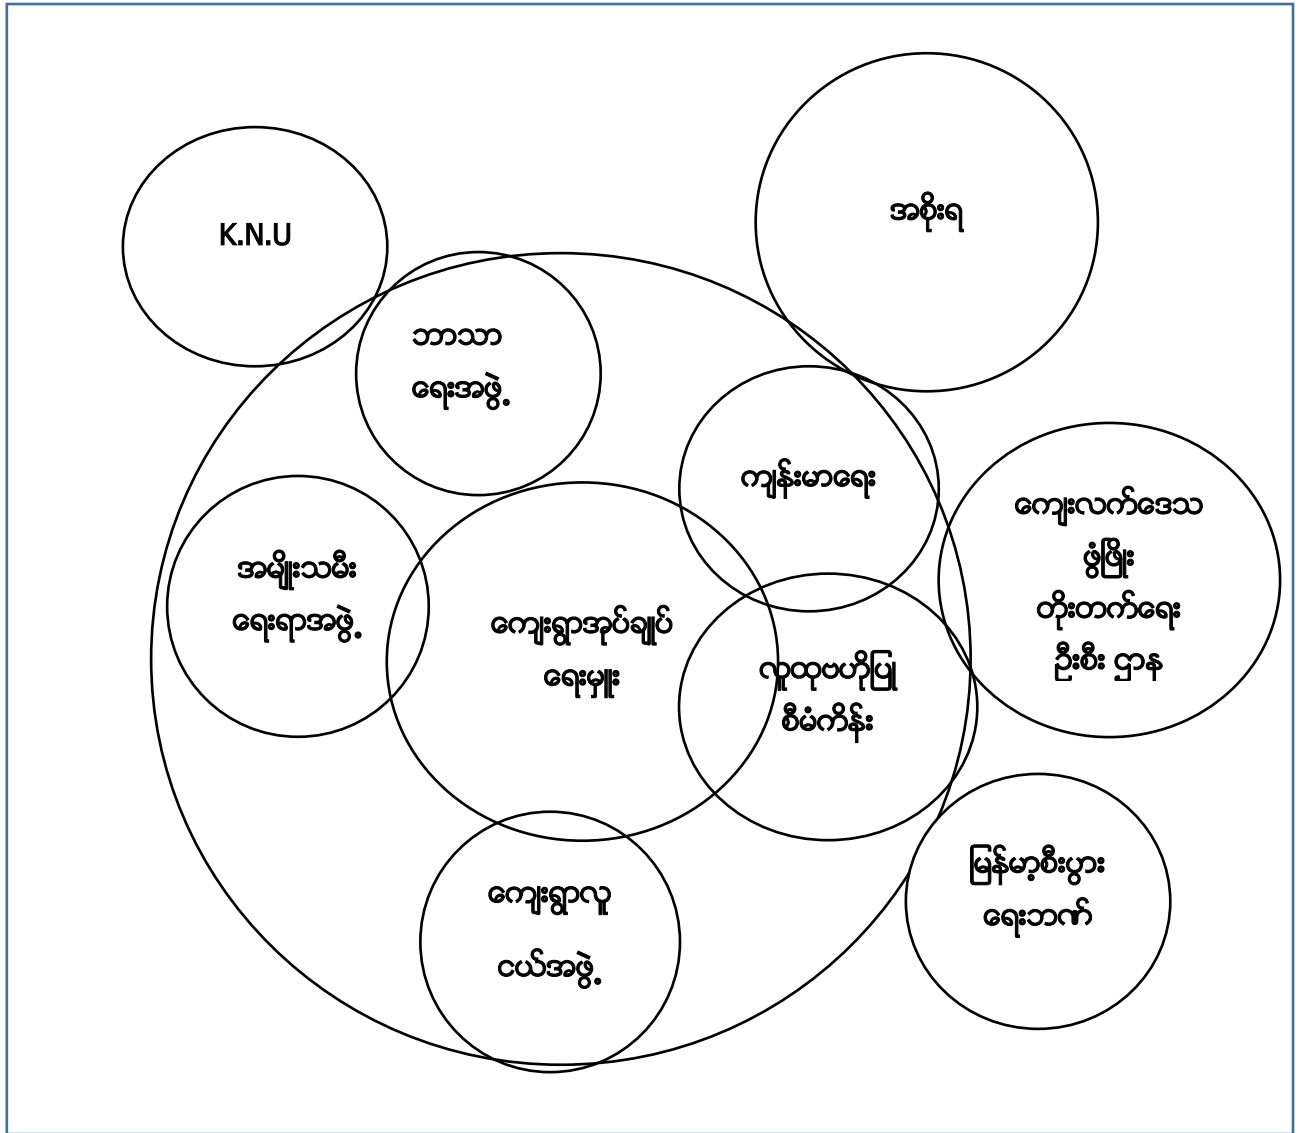 K.N.U
အစိုးရ
ဘာသာ
ရေးအဖွဲ့
ကျန်းမာရေး
ကျေးလက်ဒေသ
ဖွံဖြိုး
တိုးတက်ရေး
ဦးစီး ဌာန
အမျိုးသမီး
ရေးရာအဖွဲ့
ကျေးရွာအုပ်ချုပ်
ရေးမှူး
လူထုဗဟိုပြု
စီမံကိန်း
မြန်မာ့စီးပွား
ရေးဘဏ်
ကျေးရွာလူ
ငယ်အဖွဲ့